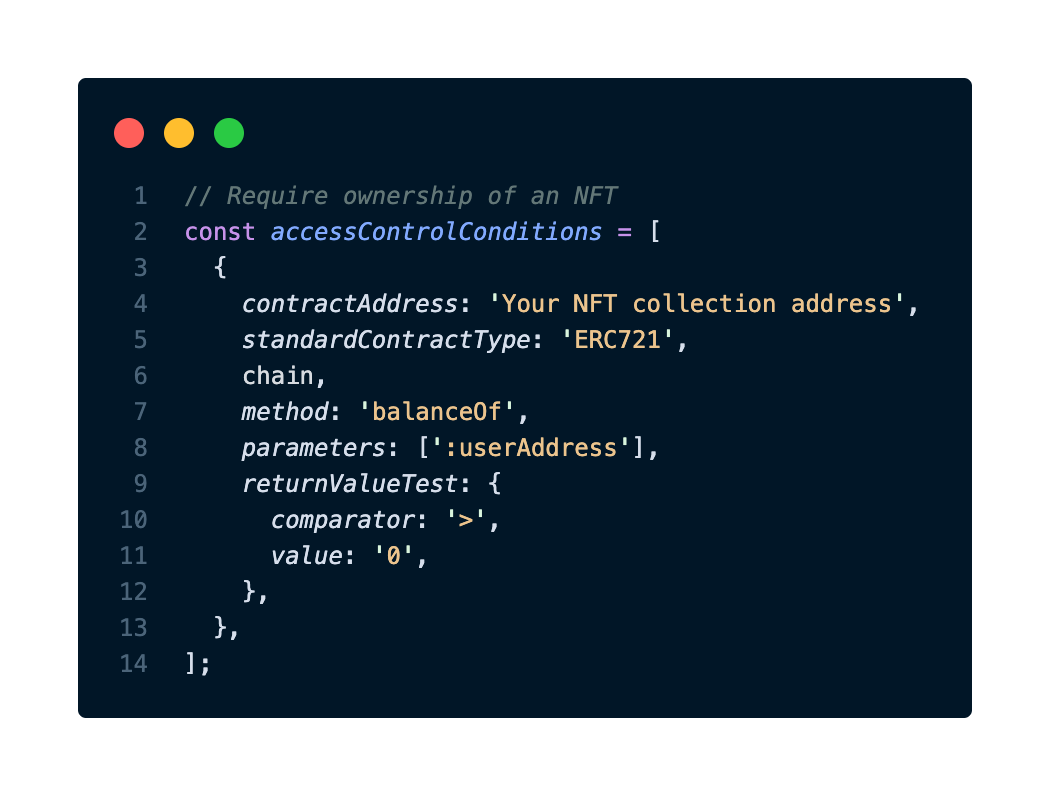 1 // Require ownership of an NFT
2 const accessControlConditions = [
3   {
4     contractAddress: 'Your NFT collection address',
5     standardContractType: 'ERC721',
6     chain,
7     method: 'balanceOf',
8     parameters: [':userAddress'],
9     returnValueTest: {
10       comparator: '>',
11       value: '0',
12     },
13   },
14 ];